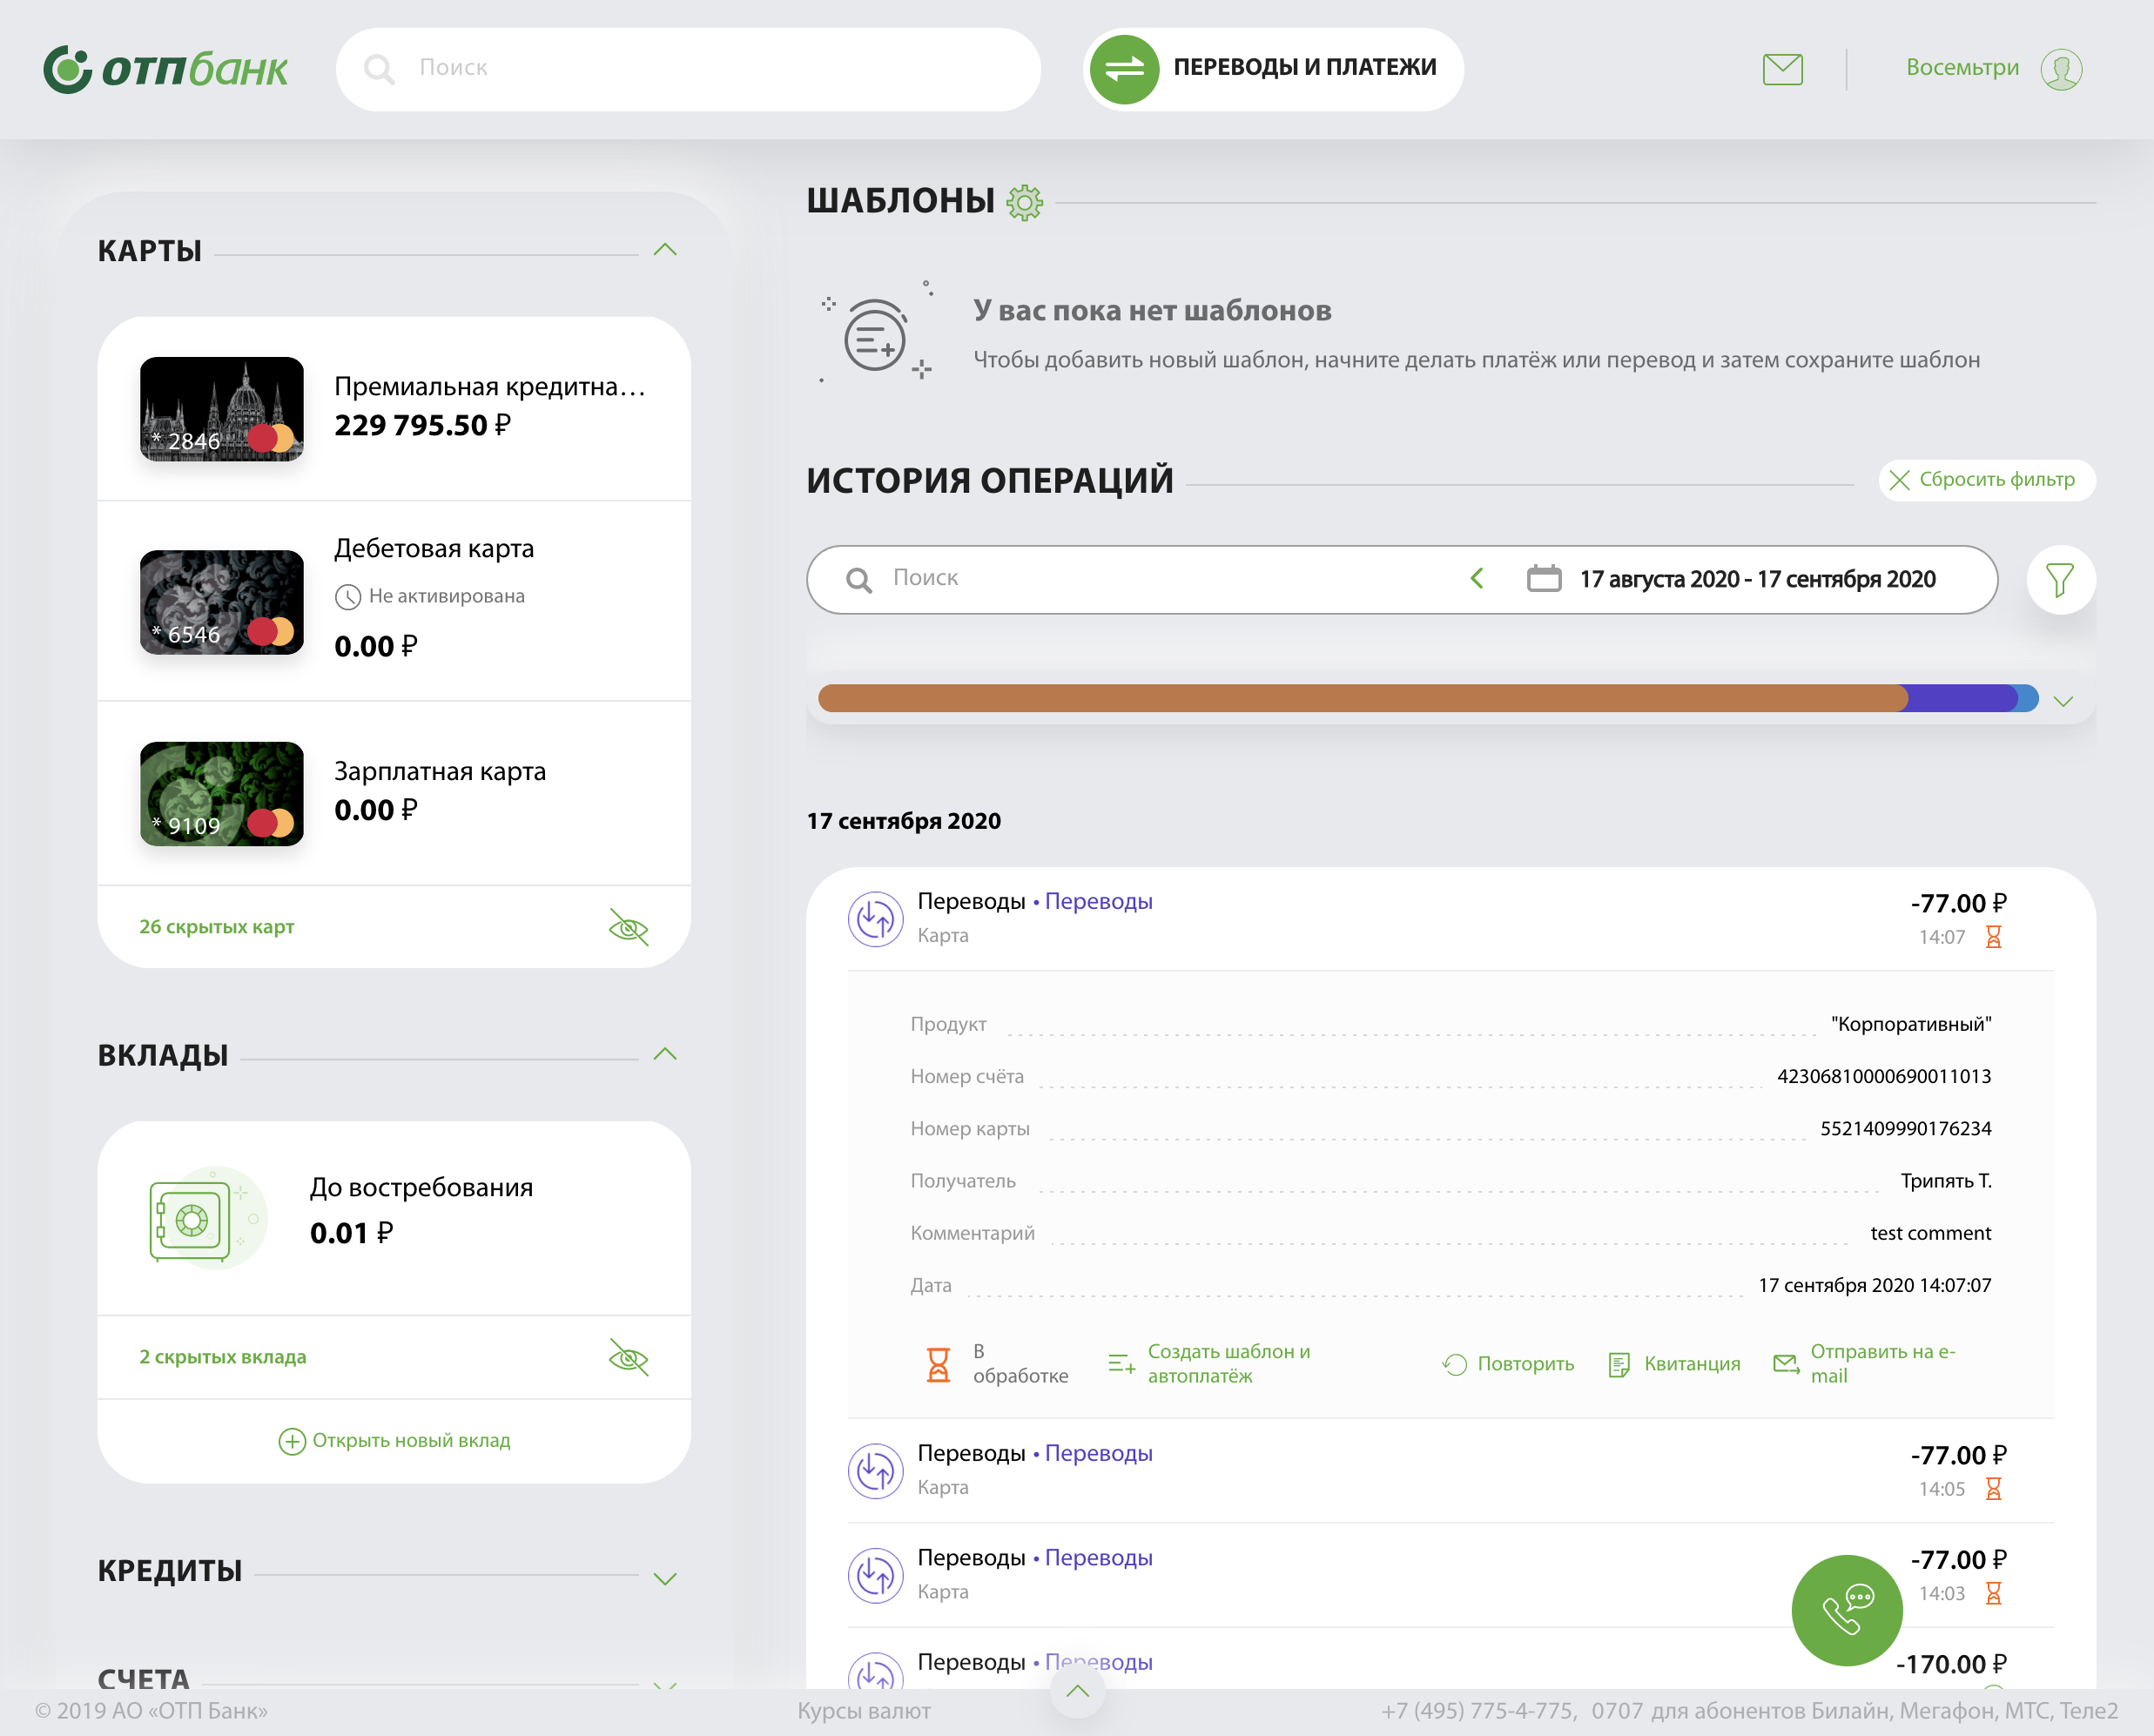 ОТПбанк
Поиск
ПЕРЕВОДЫ И ПЛАТЕЖИ
Восемьтри
КАРТЫ
* 2846
Премиальная кредитна...
229 795.50 ₽
* 6546
Дебетовая карта
Не активирована
0.00 ₽
* 9109
Зарплатная карта
0.00 ₽
26 скрытых карт
ВКЛАДЫ
До востребования
0.01 ₽
2 скрытых вклада
Открыть новый вклад
КРЕДИТЫ
СЧЕТА
ШАБЛОНЫ
У вас пока нет шаблонов
Чтобы добавить новый шаблон, начните делать платёж или перевод и затем сохраните шаблон
ИСТОРИЯ ОПЕРАЦИЙ
Сбросить фильтр
Поиск
17 августа 2020 - 17 сентября 2020
17 сентября 2020
Переводы • Переводы
-77.00 ₽
Карта
14:07
Продукт "Корпоративный"
Номер счёта 42306810000690011013
Номер карты 5521409990176234
Получатель Трипять Т.
Комментарий test comment
Дата 17 сентября 2020 14:07:07
В
обработке
Создать шаблон и
автоплатёж
Повторить
Квитанция
Отправить на e-
mail
Переводы • Переводы
-77.00 ₽
Карта
14:05
Переводы • Переводы
-77.00 ₽
Карта
14:03
Переводы • Переводы
-170.00 ₽
© 2019 АО «ОТП Банк»
Курсы валют
+7 (495) 775-4-775, 0707 для абонентов Билайн, Мегафон, МТС, Теле2